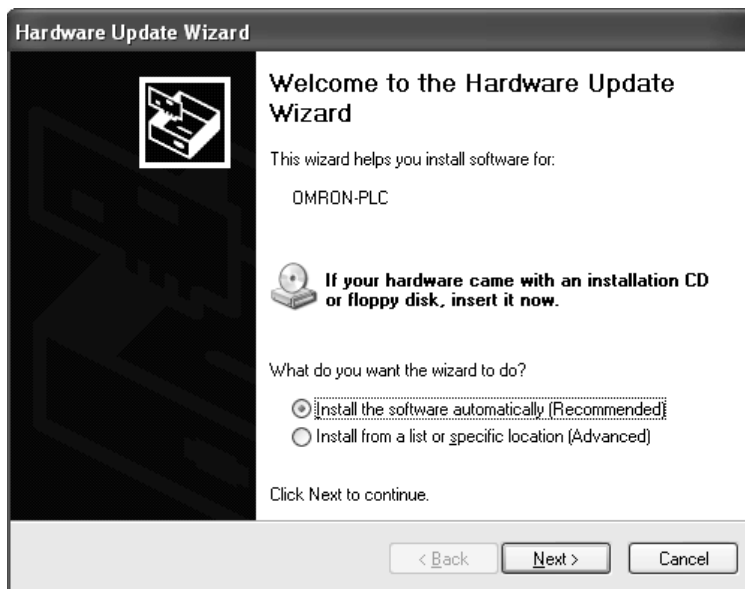 Hardware Update Wizard
Welcome to the Hardware Update
Wizard
This wizard helps you install software for:
OMRON-PLC
If your hardware came with an installation CD
or floppy disk, insert it now.
What do you want the wizard to do?
Install the software automatically (Recommended)
Install from a list or specific location (Advanced)
Click Next to continue.
< Back
Next >
Cancel